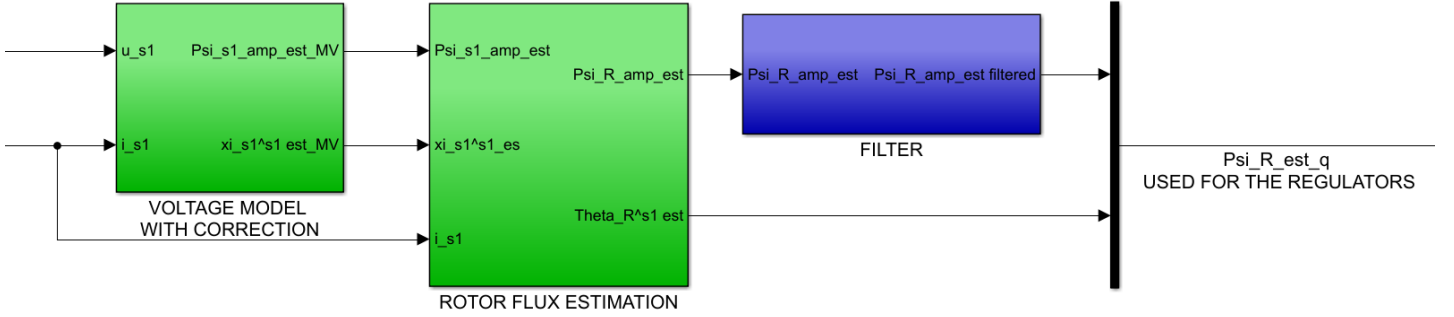 u_s1
Psi_s1_amp_est_MV
i_s1
xi_s1^s1 est_MV
VOLTAGE MODEL
WITH CORRECTION
Psi_s1_amp_est
Psi_R_amp_est
xi_s1^s1_es
Theta_R^s1 est
i_s1
ROTOR FLUX ESTIMATION
Psi_R_amp_est
Psi_R_amp_est filtered
FILTER
Psi_R_est_q
USED FOR THE REGULATORS